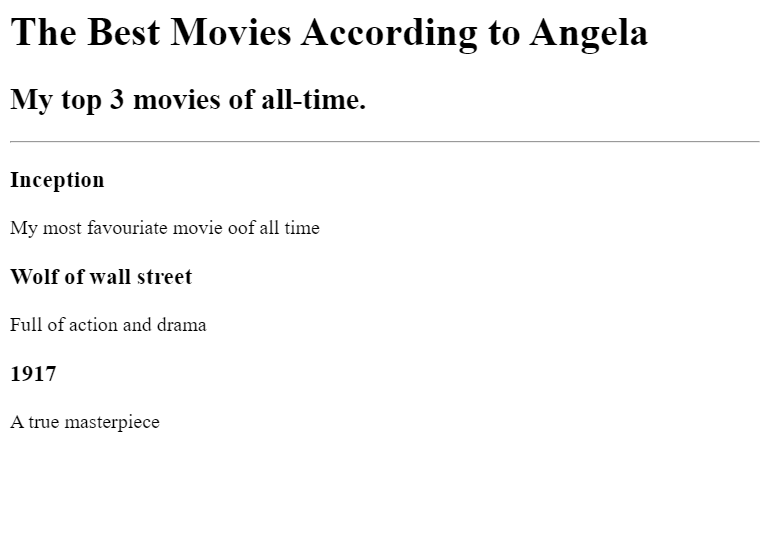 The Best Movies According to Angela
My top 3 movies of all-time.
Inception
My most favouriate movie oof all time
Wolf of wall street
Full of action and drama
1917
A true masterpiece